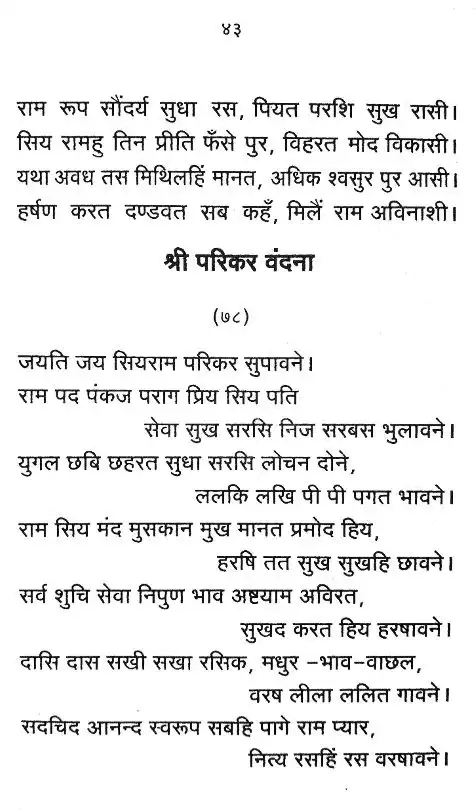 ४३
राम रूप सौंदर्य सुधा रस, पियत परशि सुख रासी।
सिय रामहु तिन प्रीति फँसे पुर, विहरत मोद विकासी।
यथा अवध तस मिथिलहिं मानत, अधिक श्वसुर पुर आसी।
हर्षण करत दण्डवत सब कहँ, मिलैं राम अविनाशी।
श्री परिकर वंदना
(७८)
जयति जय सियराम परिकर सुपावने।
राम पद पंकज पराग प्रिय सिय पति
सेवा सुख सरसि निज सरबस भुलावने।
युगल छबि छहरत सुधा सरसि लोचन दोने,
ललकि लखि पी पी पगत भावने।
राम सिय मंद मुसकान मुख मानत प्रमोद हिय,
हरषि तत सुख सुखहि छावने।
सर्व शुचि सेवा निपुण भाव अष्टयाम अविरत,
सुखद करत हिय हरषावने।
दासि दास सखी सखा रसिक, मधुर –भाव-वाछल,
वरष लीला ललित गावने।
सदचिद आनन्द स्वरूप सबहि पागे राम प्यार,
नित्य रसहिं रस वरषावने।